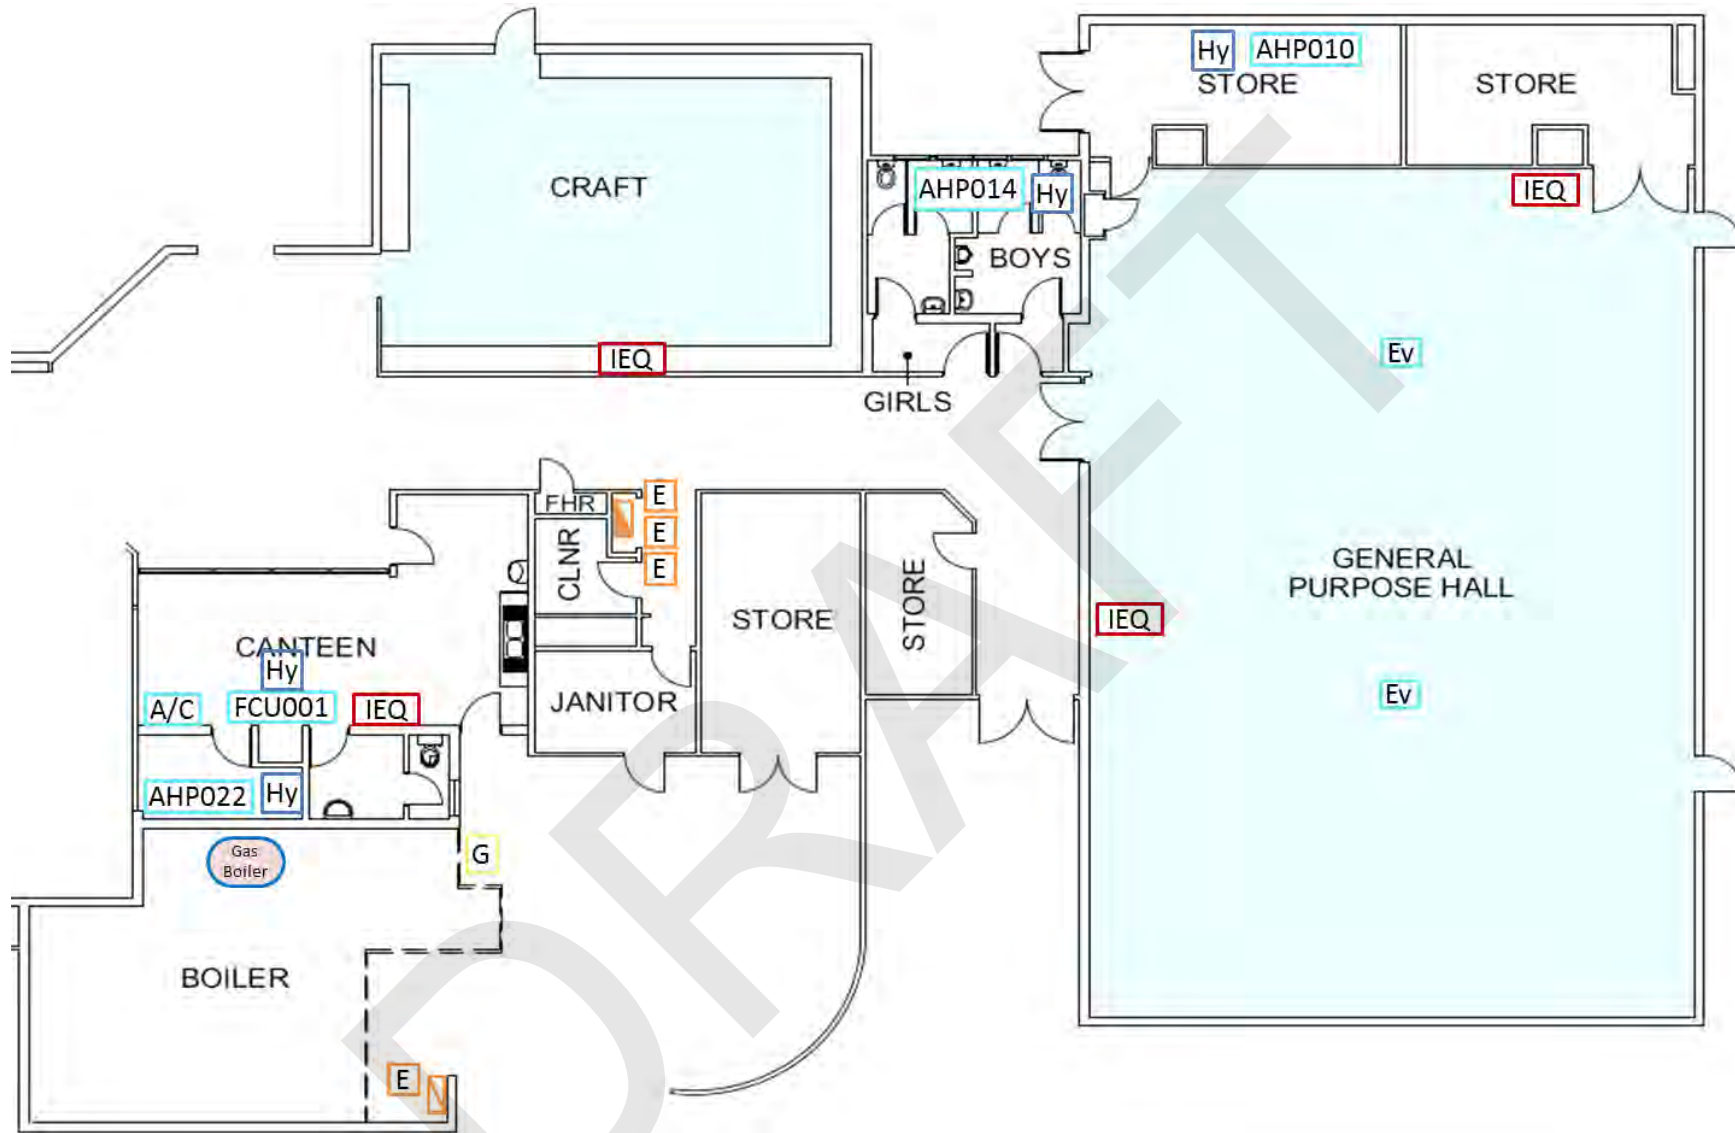 Hy
AHP010
STORE
STORE
CRAFT
AHP014
Hy
IEQ
BOYS
IEQ
Ev
GIRLS
E
FHR
E
E
CLNR
GENERAL
PURPOSE HALL
STORE
STORE
IEQ
CANTEEN
Hy
A/C
FCU001
IEQ
JANITOR
Ev
AHP022
Hy
Gas
Boiler
G
BOILER
E
DRAFT